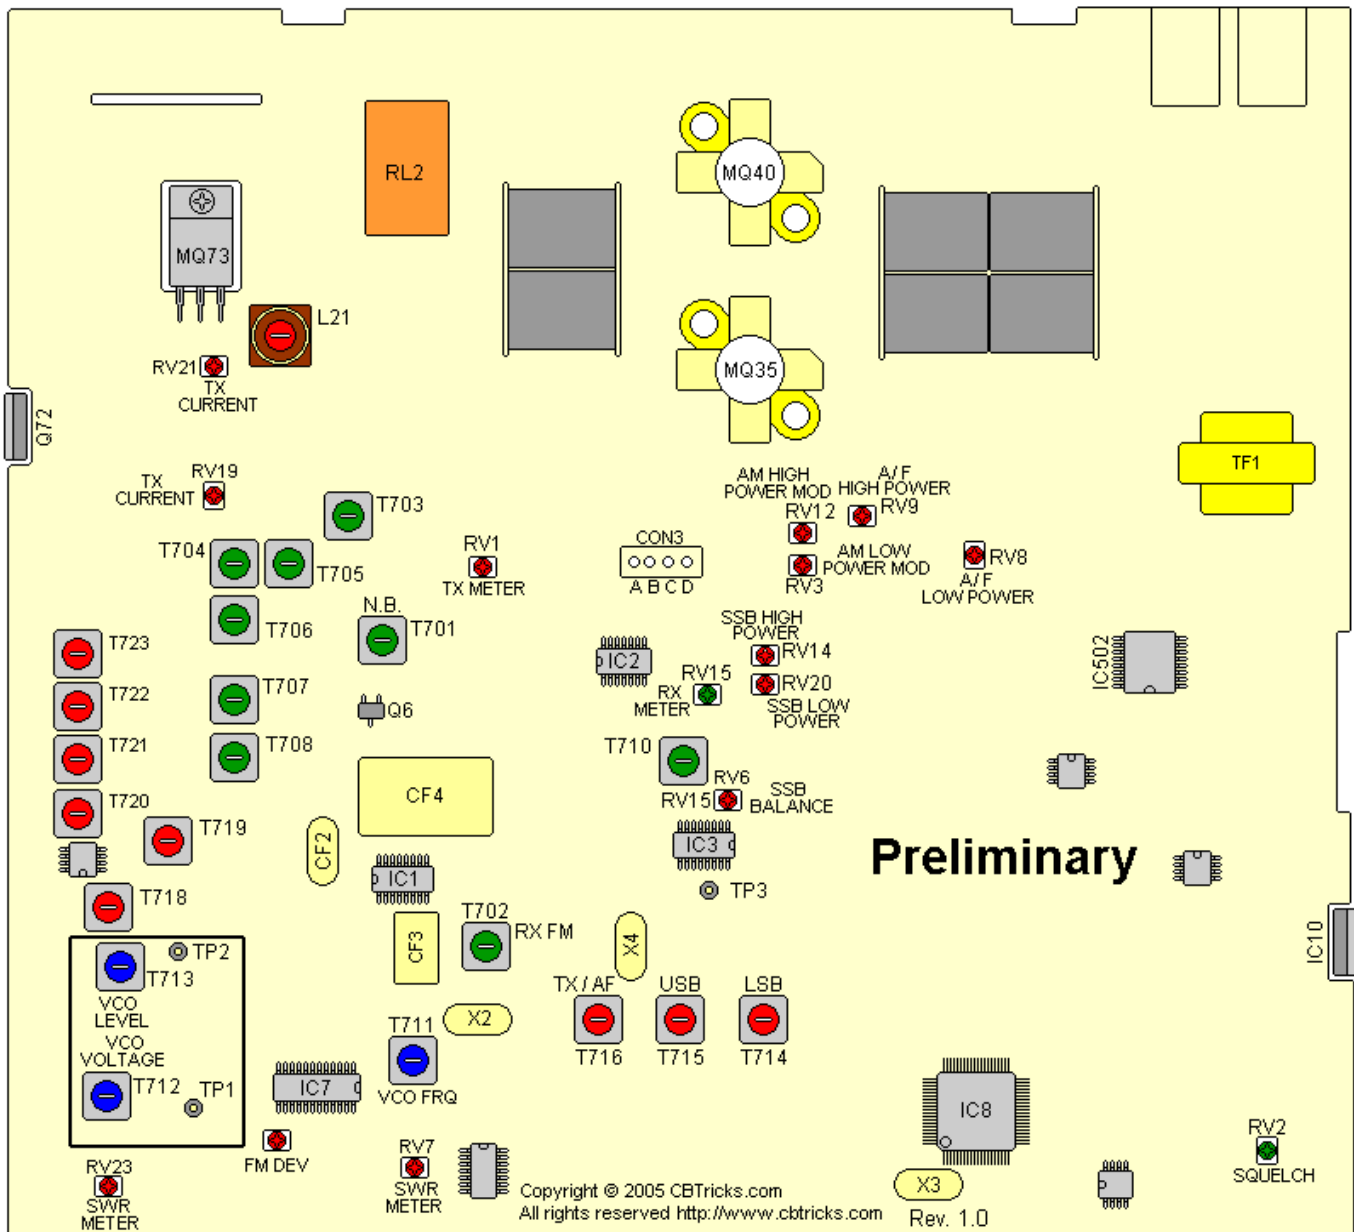 RL2
MQ40
MQ73
L21
RV21
TX
CURRENT
MQ35
Q72
TF1
TX
CURRENT
RV19
T703
AM HIGH
POWER MOD
A/F
HIGH POWER
RV12
RV9
T704
T705
RV1
TX METER
CON3
A B C D
RV3
AM LOW
POWER MOD
RV8
A/F
LOW POWER
T706
N.B.
T701
SSB HIGH
POWER
RV14
IC2
RV15
RX
METER
RV20
SSB LOW
POWER
IC502
T723
T722
T707
Q6
T721
T708
T710
RV6
RV15
SSB
BALANCE
CF4
T720
T719
CF2
IC1
IC3
TP3
Preliminary
T718
T702
RX FM
CF3
X4
IC10
TP2
T713
VCO
LEVEL
VCO
VOLTAGE
T712
TP1
X2
TX / AF
USB
LSB
T716
T715
T714
T711
VCO FRQ
IC7
IC8
FM DEV
RV23
SWR
METER
RV7
SWR
METER
RV2
SQUELCH
X3
Copyright © 2005 CBTricks.com
All rights reserved http://www.cbtricks.com
Rev. 1.0